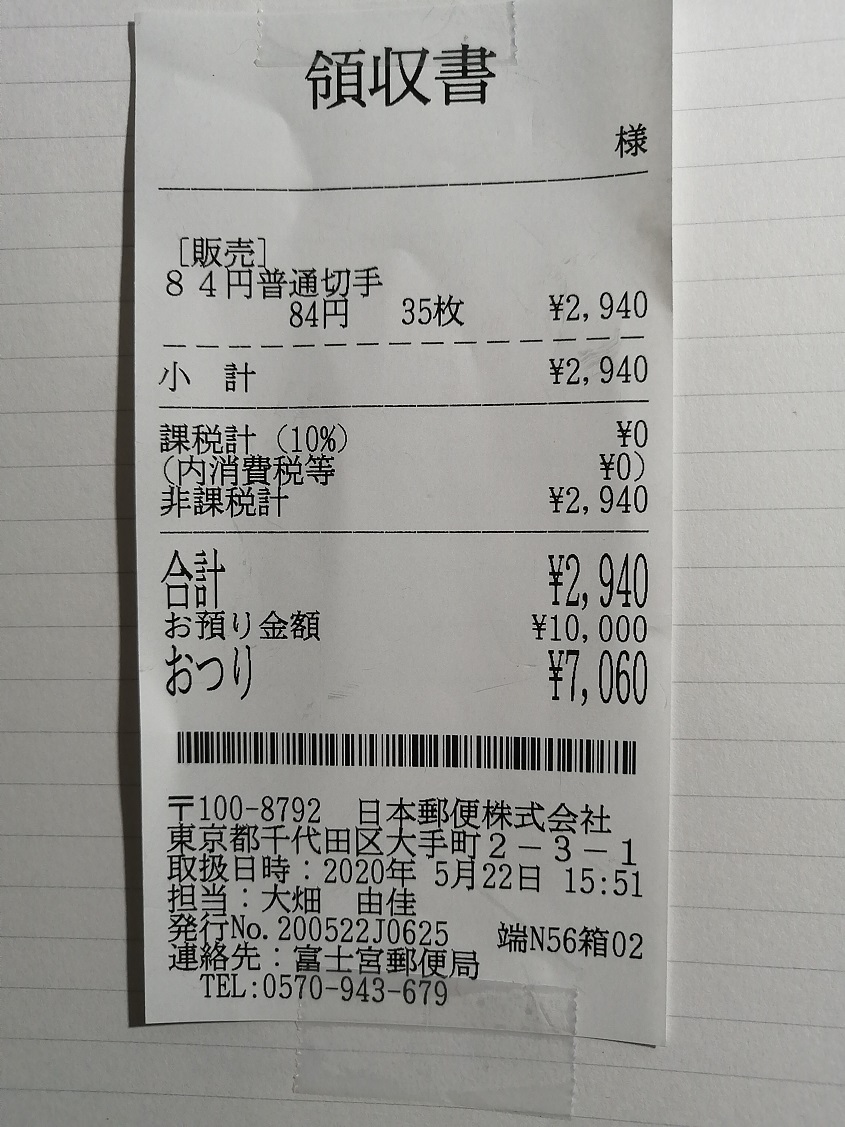 領収書
様
［販売］
８４円普通切手
84円 35枚 ¥2,940
小 計 ¥2,940
課税計（10%） ¥0
（内消費税等 ¥0）
非課税計 ¥2,940
合計 ¥2,940
お預り金額 ¥10,000
おつり ¥7,060
〒100-8792 日本郵便株式会社
東京都千代田区大手町２－３－１
取扱日時：2020年 5月22日 15:51
担当：大畑 由佳
発行No.200522J0625 端N56箱02
連絡先：富士宮郵便局
TEL:0570-943-679